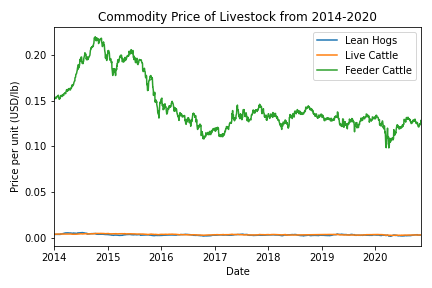 Commodity Price of Livestock from 2014-2020
Lean Hogs
Live Cattle
Feeder Cattle
Price per unit (USD/lb)
0.20
0.15
0.10
0.05
0.00
2014 2015 2016 2017 2018 2019 2020
Date